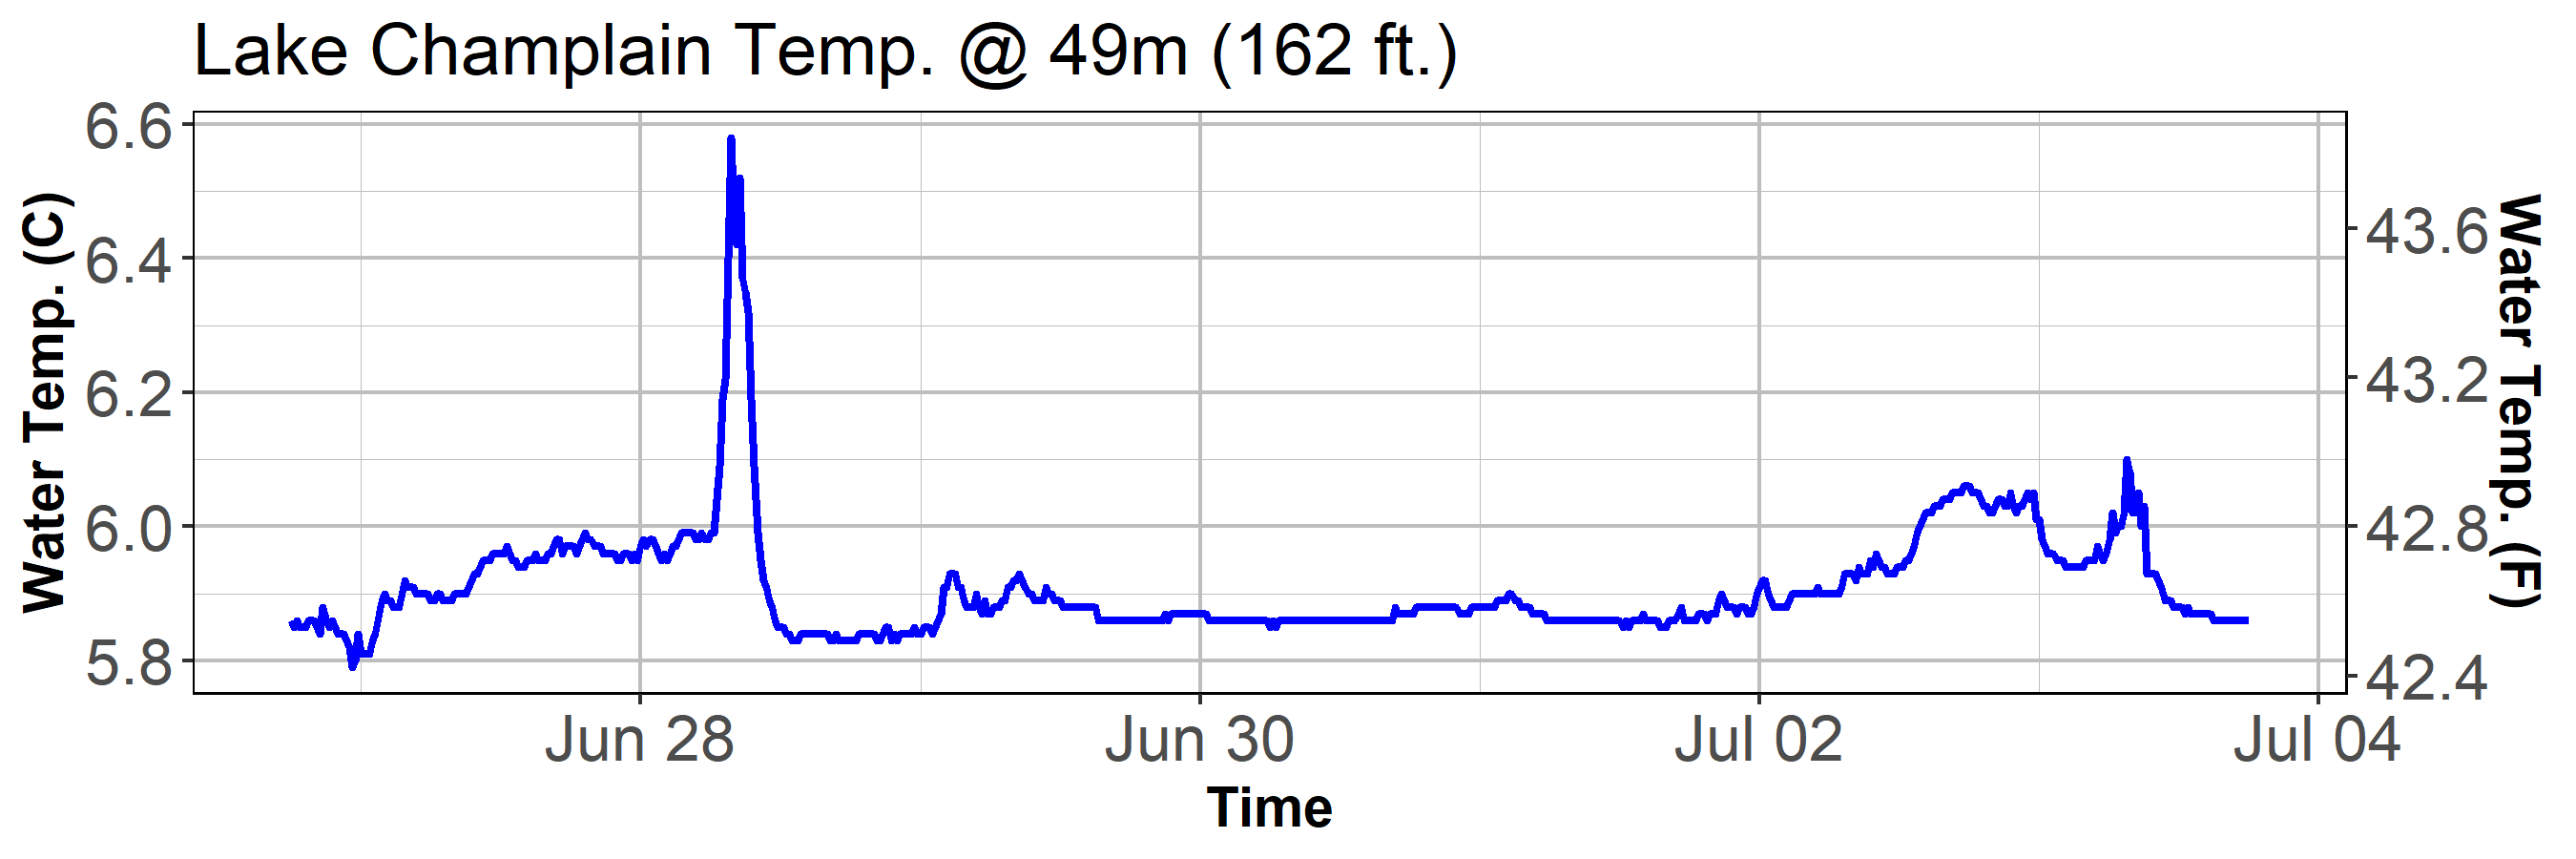 Lake Champlain Temp. @ 49m (162 ft.)
Water Temp. (C)
6.6
6.4
6.2
6.0
5.8
43.6
43.2
42.8
42.4
Water Temp. (F)
Jun 28 Jun 30 Jul 02 Jul 04
Time